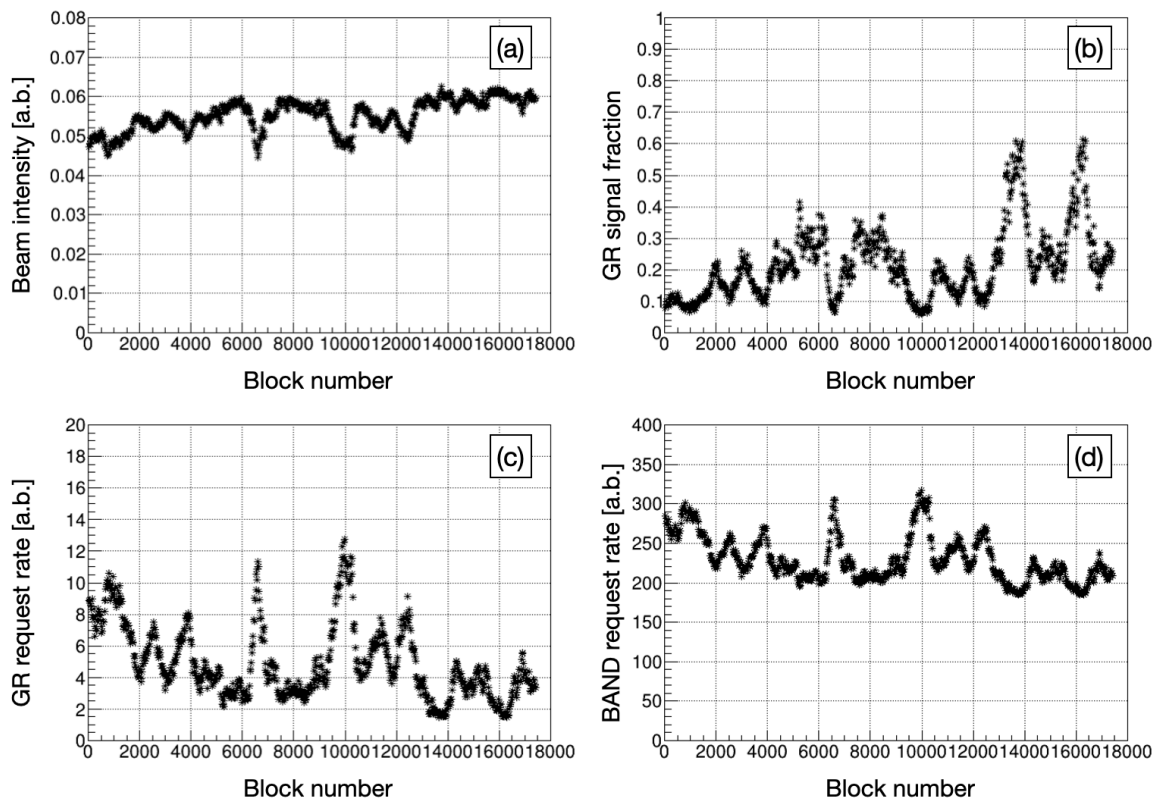 (a)
Beam intensity [a.b.]
0.08
0.07
0.06
0.05
0.04
0.03
0.02
0.01
0
0 2000 4000 6000 8000 10000 12000 14000 16000 18000
Block number
(b)
GR signal fraction
1
0.9
0.8
0.7
0.6
0.5
0.4
0.3
0.2
0.1
0
0 2000 4000 6000 8000 10000 12000 14000 16000 18000
Block number
(c)
GR request rate [a.b.]
20
18
16
14
12
10
8
6
4
2
0
0 2000 4000 6000 8000 10000 12000 14000 16000 18000
Block number
(d)
BAND request rate [a.b.]
400
350
300
250
200
150
100
50
0
0 2000 4000 6000 8000 10000 12000 14000 16000 18000
Block number